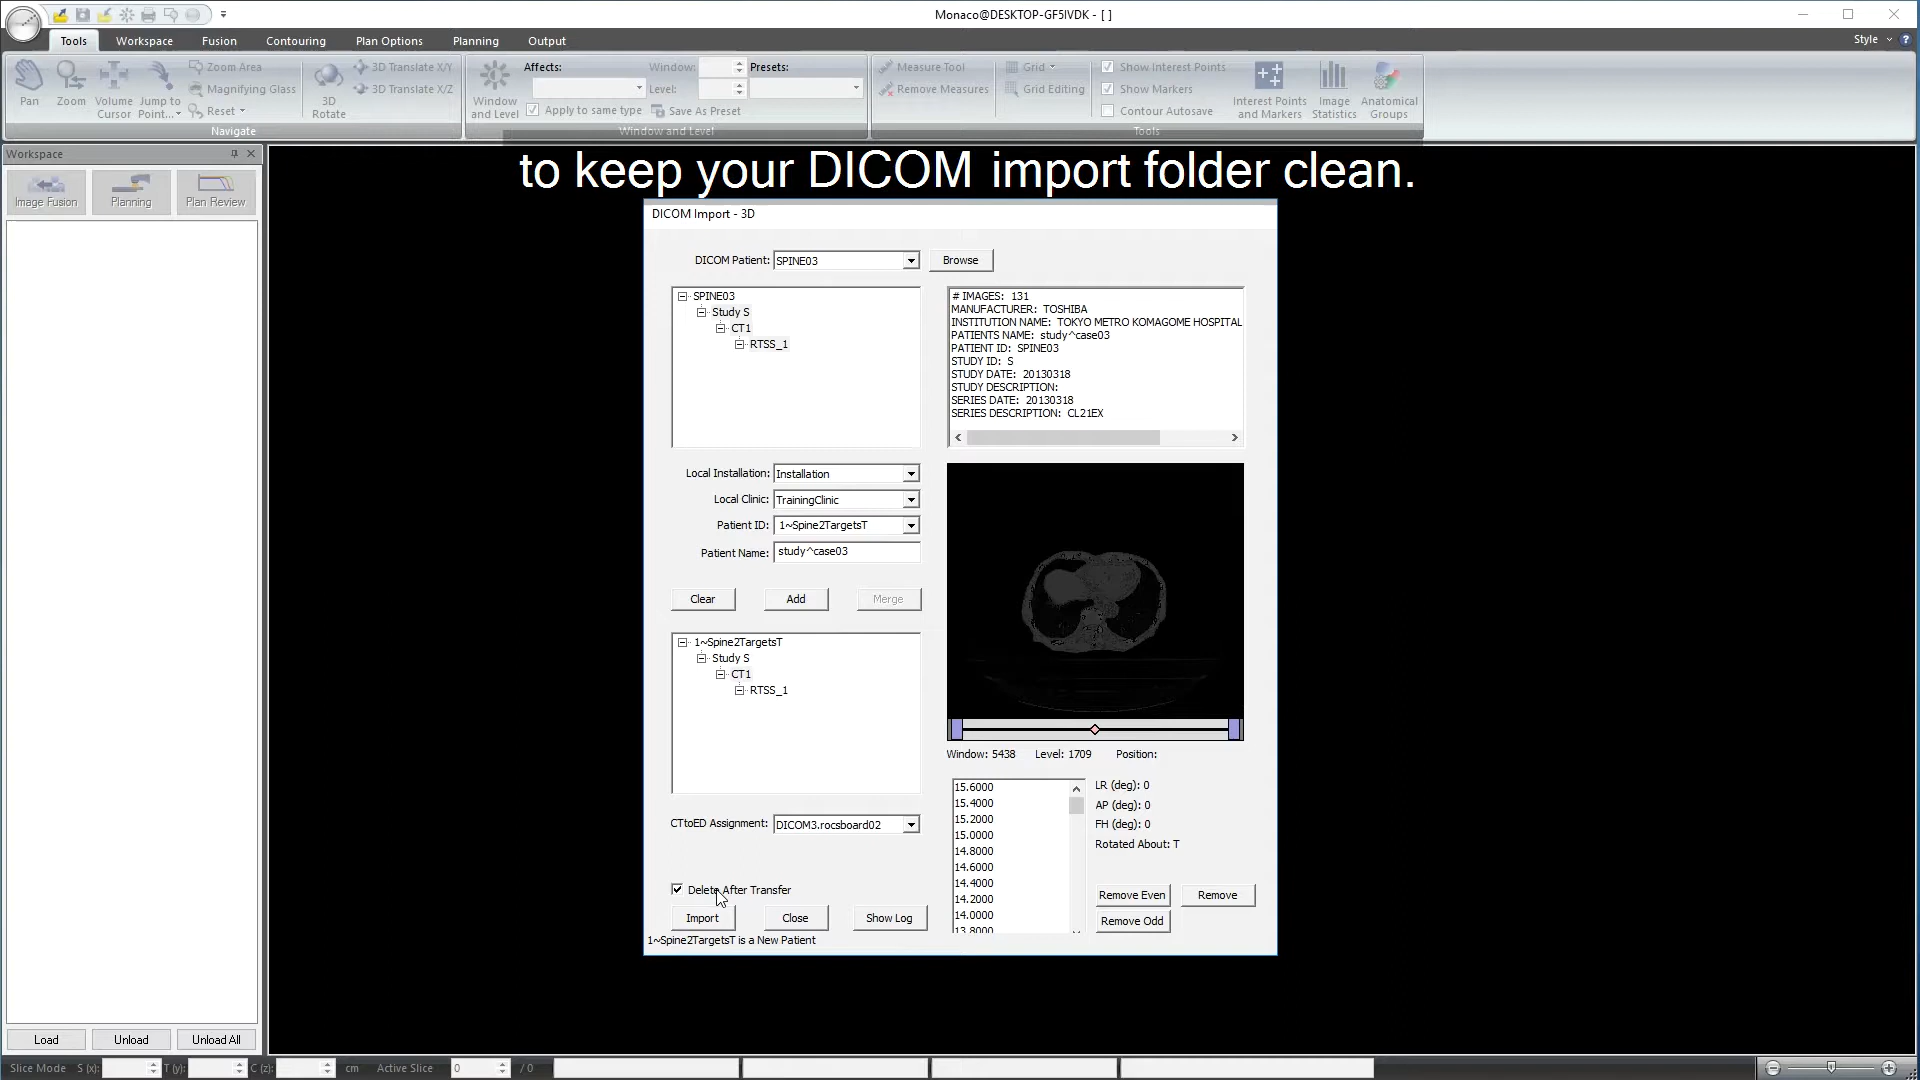 Monaco@DESKTOP-GF5IVDK - [ ]
Tools
Workspace
Fusion
Contouring
Plan Options
Planning
Output
Style
Pan
Zoom
Volume Cursor
Jump to Point...
Zoom Area
Magnifying Glass
Reset
3D Rotate
3D Translate X/Y
3D Translate X/Z
Navigate
Window and Level
Affects:
Apply to same type
Window:
Level:
Save As Preset
Presets:
Window and Level
Measure Tool
Remove Measures
Grid
Grid Editing
Show Interest Points
Show Markers
Contour Autosave
Interest Points and Markers
Image Statistics
Anatomical Groups
Tools
Workspace
Image Fusion
Planning
Plan Review
to keep your DICOM import folder clean.
DICOM Import - 3D
DICOM Patient: SPINE03
Browse
SPINE03
Study S
CT1
RTSS_1
# IMAGES: 131
MANUFACTURER: TOSHIBA
INSTITUTION NAME: TOKYO METRO KOMAGOME HOSPITAL
PATIENTS NAME: study^case03
PATIENT ID: SPINE03
STUDY ID: S
STUDY DATE: 20130318
STUDY DESCRIPTION:
SERIES DATE: 20130318
SERIES DESCRIPTION: CL21EX
Local Installation: Installation
Local Clinic: TrainingClinic
Patient ID: 1~Spine2TargetsT
Patient Name: study^case03
Clear
Add
Merge
1~Spine2TargetsT
Study S
CT1
RTSS_1
CTtoED Assignment: DICOM3.rocsboard02
Window: 5438 Level: 1709 Position:
15.6000
15.4000
15.2000
15.0000
14.8000
14.6000
14.4000
14.2000
14.0000
13.8000
LR (deg): 0
AP (deg): 0
FH (deg): 0
Rotated About: T
Remove Even
Remove
Remove Odd
Delete After Transfer
Import
Close
Show Log
1~Spine2TargetsT is a New Patient
Load
Unload
Unload All
Slice Mode S (x): T (y): C (z): cm Active Slice 0 / 0